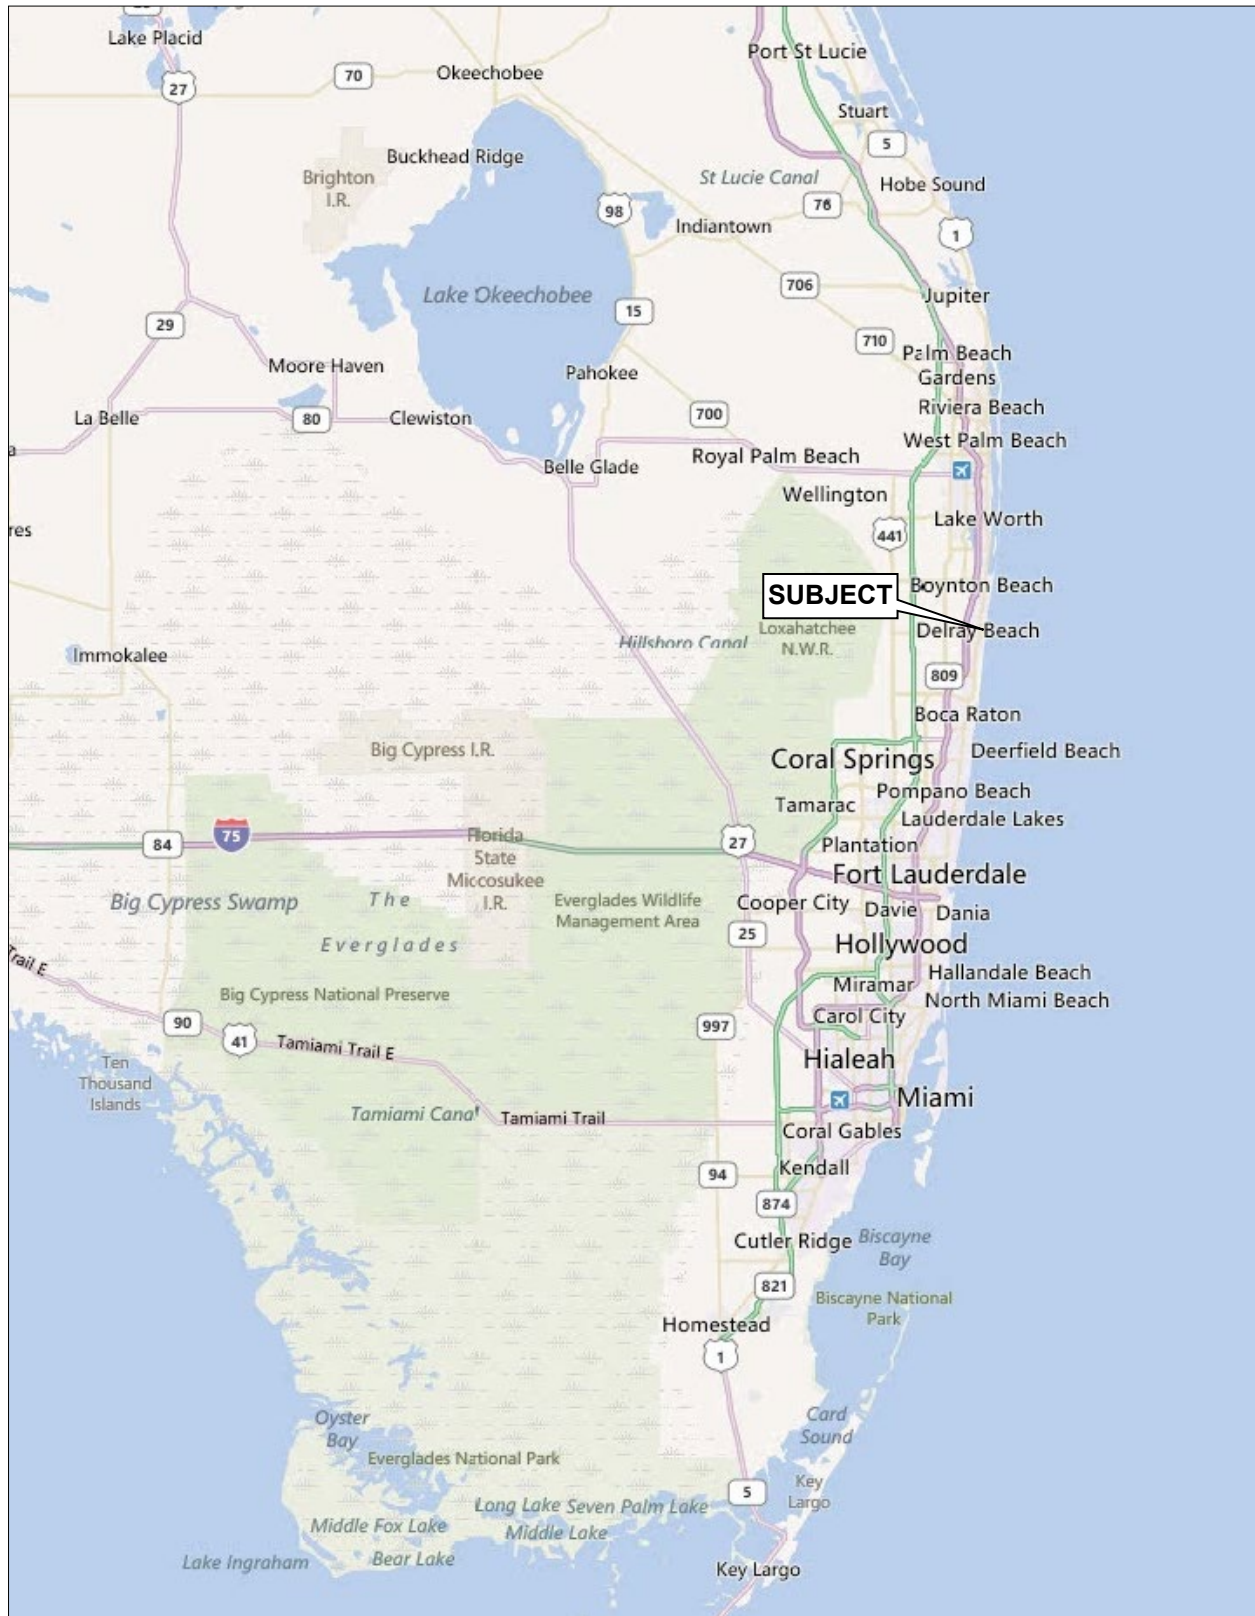 Lake Placid
Port St Lucie
70
Okeechobee
27
Stuart
5
Buckhead Ridge
Brighton
I.R.
St Lucie Canal
Hobe Sound
76
98
Indiantown
1
706
Lake Okeechobee
Jupiter
15
29
710
Palm Beach
Gardens
Moore Haven
Pahokee
Riviera Beach
700
La Belle
80
Clewiston
West Palm Beach
Royal Palm Beach
Belle Glade
Wellington
Lake Worth
res
441
Boynton Beach
SUBJECT
Loxahatchee
N.W.R.
Delray Beach
Hillsboro Canal
Immokalee
809
Boca Raton
Big Cypress I.R.
Deerfield Beach
Coral Springs
Pompano Beach
Tamarac
Lauderdale Lakes
75
84
27
Florida
State
Miccosukee
I.R.
Plantation
Fort Lauderdale
Big Cypress Swamp
The
Everglades
Everglades Wildlife
Management Area
Cooper City
Davie
Dania
25
Hollywood
Trail E
Hallandale Beach
Miramar
Big Cypress National Preserve
North Miami Beach
Carol City
90
41
997
Tamiami Trail E
Hialeah
Ten
Thousand
Islands
Miami
Tamiami Canal
Tamiami Trail
Coral Gables
Kendall
94
874
Cutler Ridge
Biscayne
Bay
821
Biscayne National
Park
Homestead
1
Oyster
Bay
Card
Sound
Everglades National Park
Key
Largo
5
Long Lake
Seven Palm Lake
Middle Fox Lake
Middle Lake
Lake Ingraham
Bear Lake
Key Largo